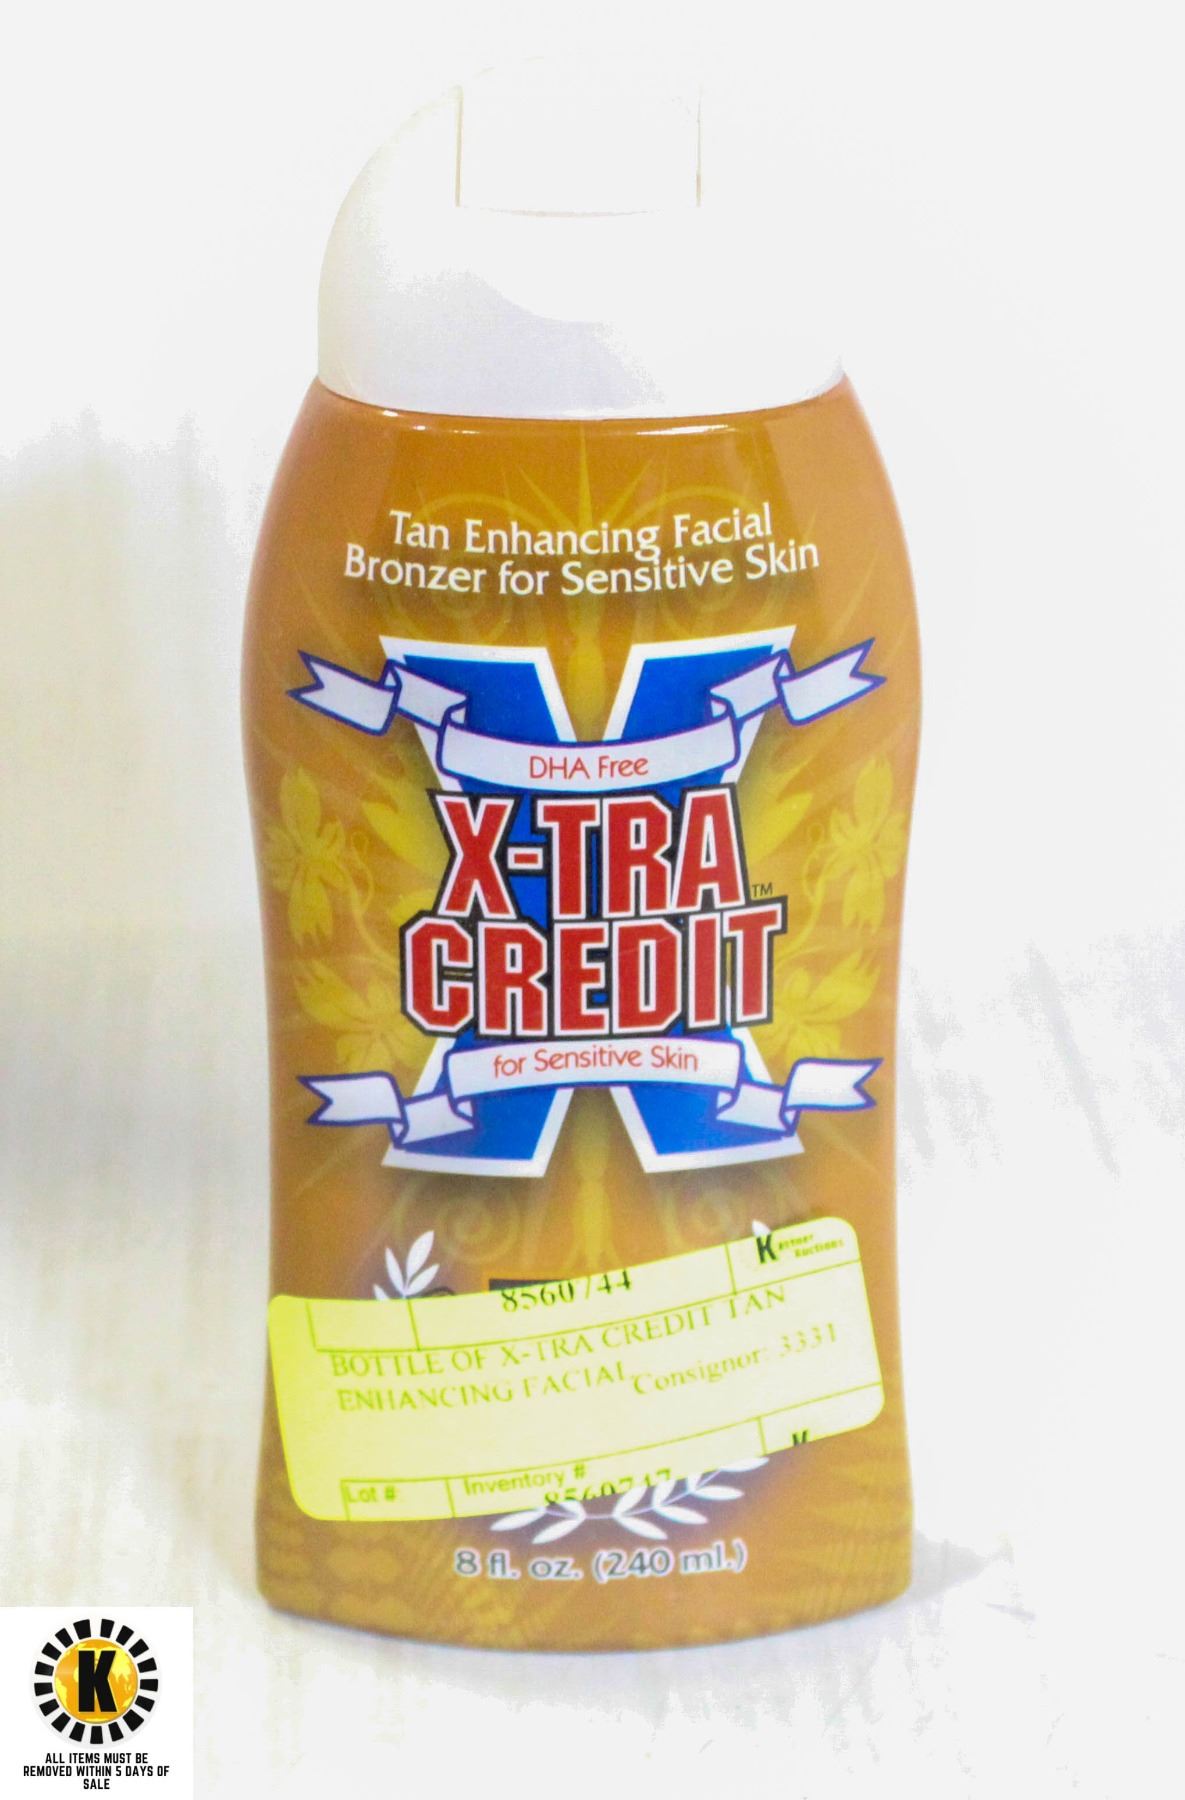 Tan Enhancing Facial
Bronzer for Sensitive Skin
DHA Free
X-TRA
CREDIT™
for Sensitive Skin
K
8560744
BOTTLE OF X-TRA CREDIT TAN
ENHANCING FACIAL Consignor: 3331
Lot # Inventory #
8 fl. oz. (240 ml.)
K
ALL ITEMS MUST BE
REMOVED WITHIN 5 DAYS OF
SALE